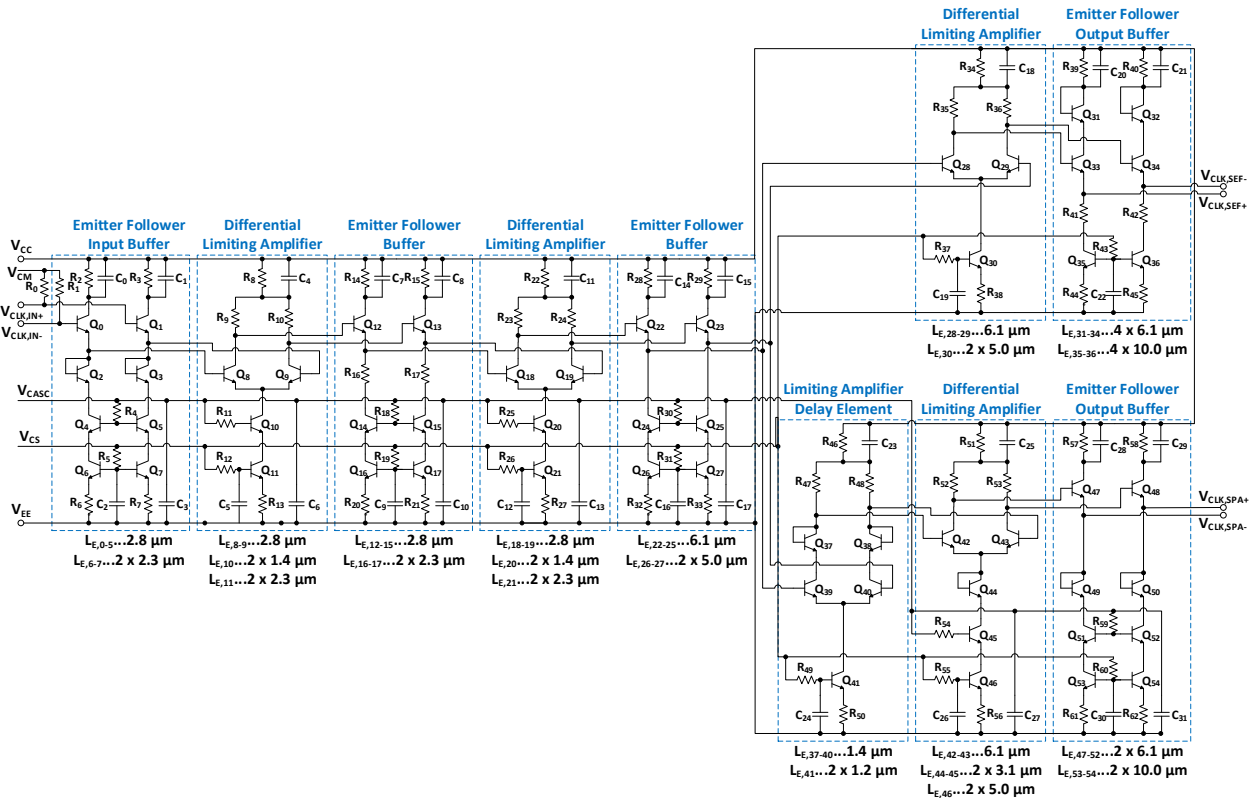 Differential
Limiting Amplifier
Emitter Follower
Output Buffer
R34
C18
R35
R36
Q28
Q29
R37
Q30
C19
R38
LE,28-29...6.1 µm
LE,30...2 x 5.0 µm
R39
C20
R40
C21
Q31
Q32
Q33
Q34
VCLK,SEF-
VCLK,SEF+
R41
R42
R43
Q35
Q36
R44
C22
R45
LE,31-34...4 x 6.1 µm
LE,35-36...4 x 10.0 µm
Emitter Follower
Input Buffer
VCC
VCM
R0
R1
VCLK,IN+
VCLK,IN-
R2
C0
R3
C1
Q0
Q1
Q2
Q3
VCASC
R4
Q4
Q5
VCS
R5
Q6
Q7
R6
C2
R7
C3
VEE
LE,0-5...2.8 µm
LE,6-7...2 x 2.3 µm
Differential
Limiting Amplifier
R8
C4
R9
R10
Q8
Q9
R11
Q10
R12
Q11
C5
R13
C6
LE,8-9...2.8 µm
LE,10...2 x 1.4 µm
LE,11...2 x 2.3 µm
Emitter Follower
Buffer
R14
C7
R15
C8
Q12
Q13
R16
R17
R18
Q14
Q15
R19
Q16
Q17
R20
C9
R21
C10
LE,12-15...2.8 µm
LE,16-17...2 x 2.3 µm
Differential
Limiting Amplifier
R22
C11
R23
R24
Q18
Q19
R25
Q20
R26
Q21
C12
R27
C13
LE,18-19...2.8 µm
LE,20...2 x 1.4 µm
LE,21...2 x 2.3 µm
Emitter Follower
Buffer
R28
C14
R29
C15
Q22
Q23
R30
Q24
Q25
R31
Q26
Q27
R32
C16
R33
C17
LE,22-25...6.1 µm
LE,26-27...2 x 5.0 µm
Limiting Amplifier
Delay Element
R46
C23
R47
R48
Q37
Q38
Q39
Q40
R49
Q41
C24
R50
LE,37-40...1.4 µm
LE,41...2 x 1.2 µm
Differential
Limiting Amplifier
R51
C25
R52
R53
Q42
Q43
Q44
R54
Q45
R55
Q46
C26
R56
C27
LE,42-43...6.1 µm
LE,44-45...2 x 3.1 µm
LE,46...2 x 5.0 µm
Emitter Follower
Output Buffer
R57
C28
R58
C29
Q47
Q48
VCLK,SPA+
VCLK,SPA-
Q49
Q50
R59
Q51
Q52
R60
Q53
Q54
R61
C30
R62
C31
LE,47-52...2 x 6.1 µm
LE,53-54...2 x 10.0 µm